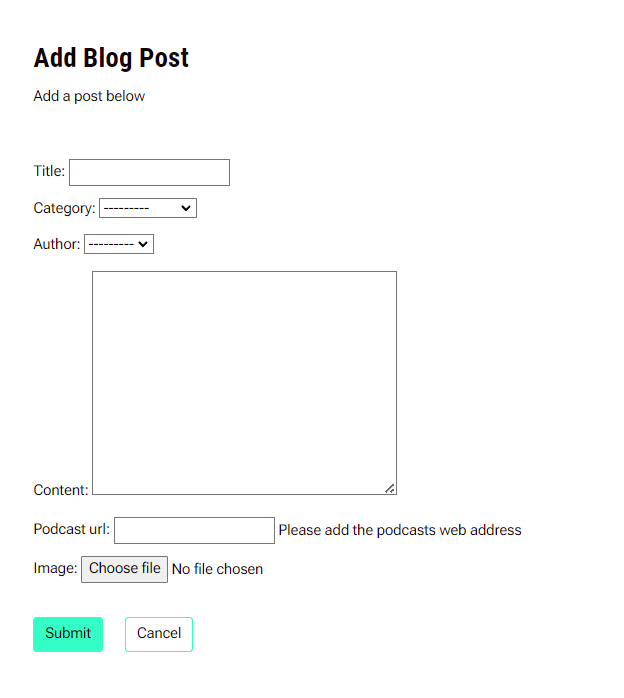 Add Blog Post
Add a post below
Title:
Category: ---------
Author: ---------
Content:
Podcast url: Please add the podcasts web address
Image: Choose file No file chosen
Submit Cancel